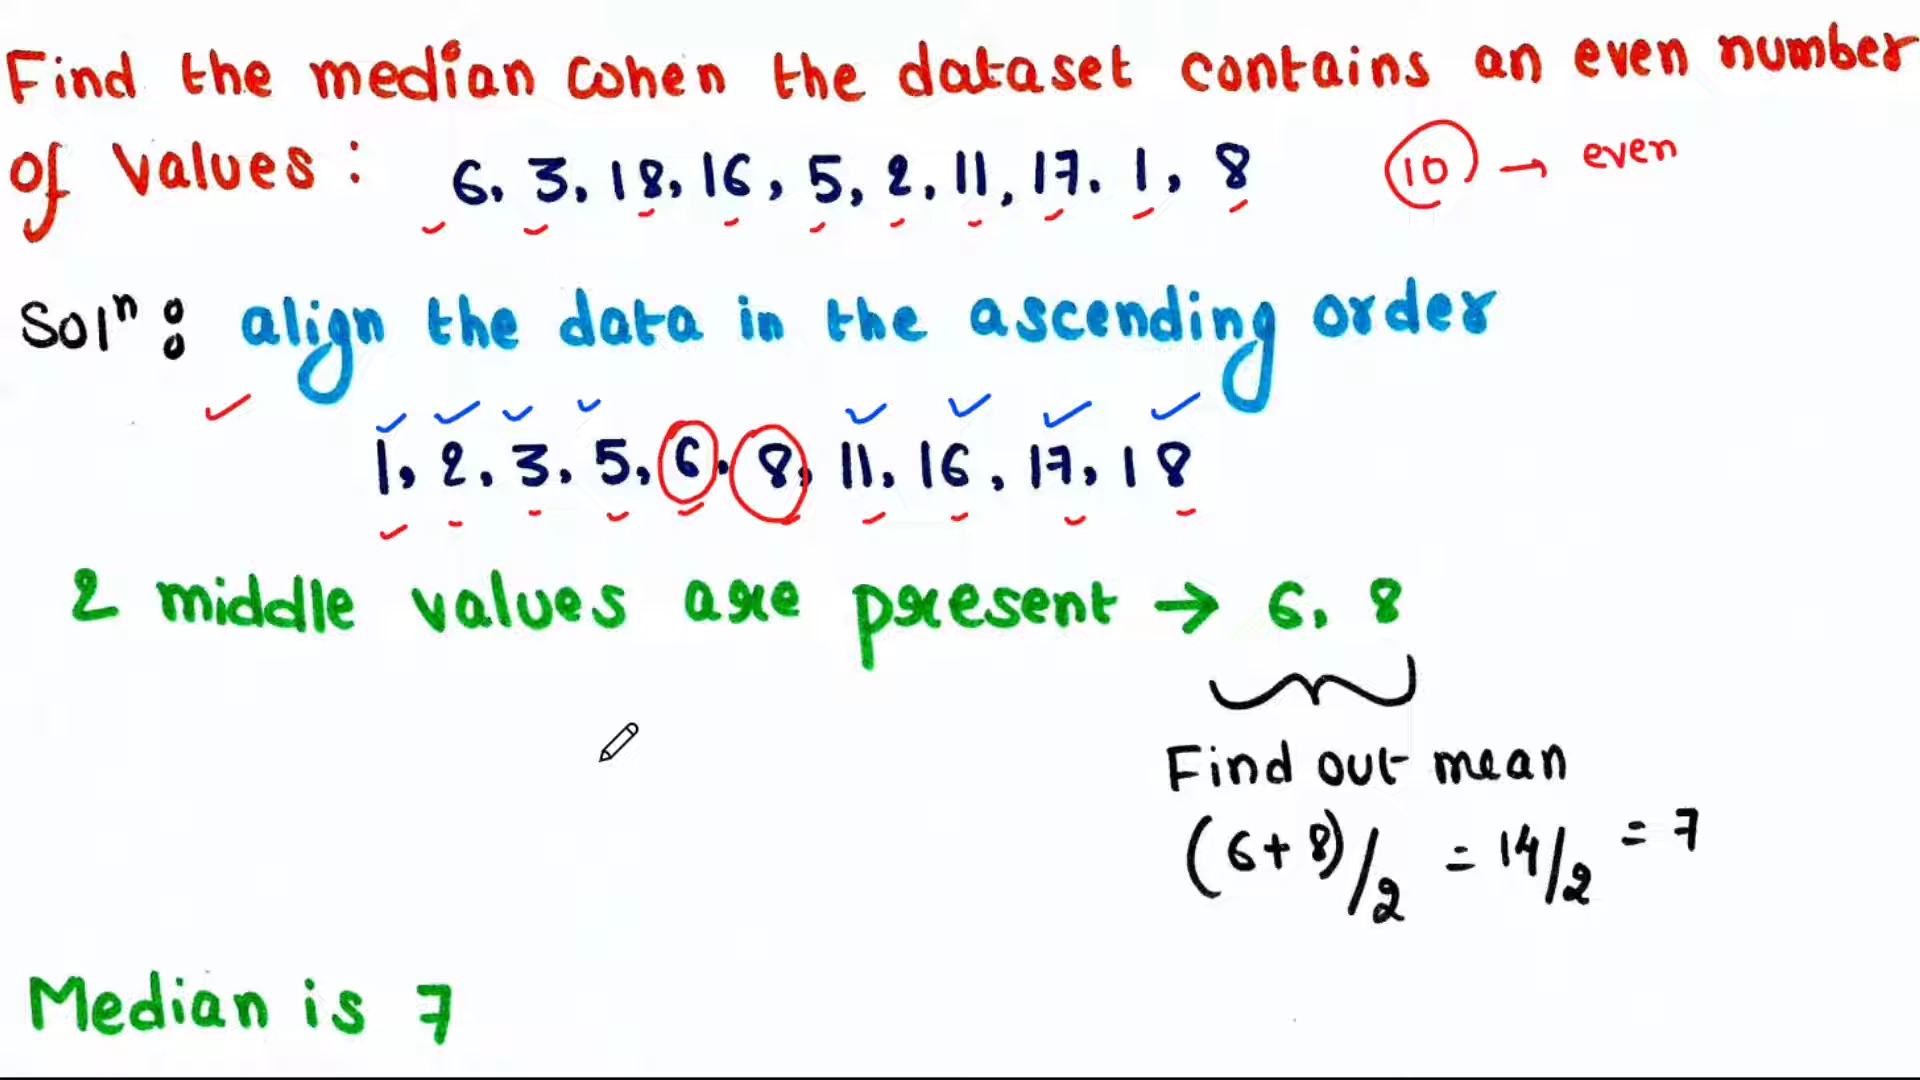 Find the median when the dataset contains an even number
of values: 6, 3, 18, 16, 5, 2, 11, 17. 1, 8 10 → even
Solⁿ: align the data in the ascending order
1, 2, 3, 5, 6, 8, 11, 16, 17, 18
2 middle values are present → 6, 8
Find out mean
(6+8)/2 = 14/2 = 7
Median is 7